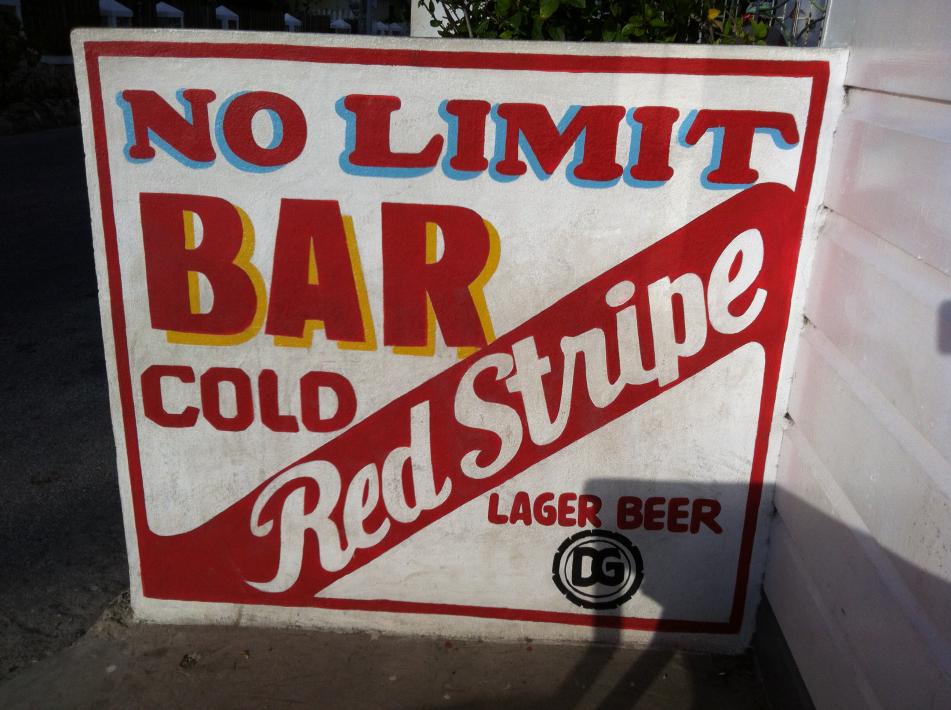 NO LIMIT
BAR
COLD
Red Stripe
LAGER BEER
DG